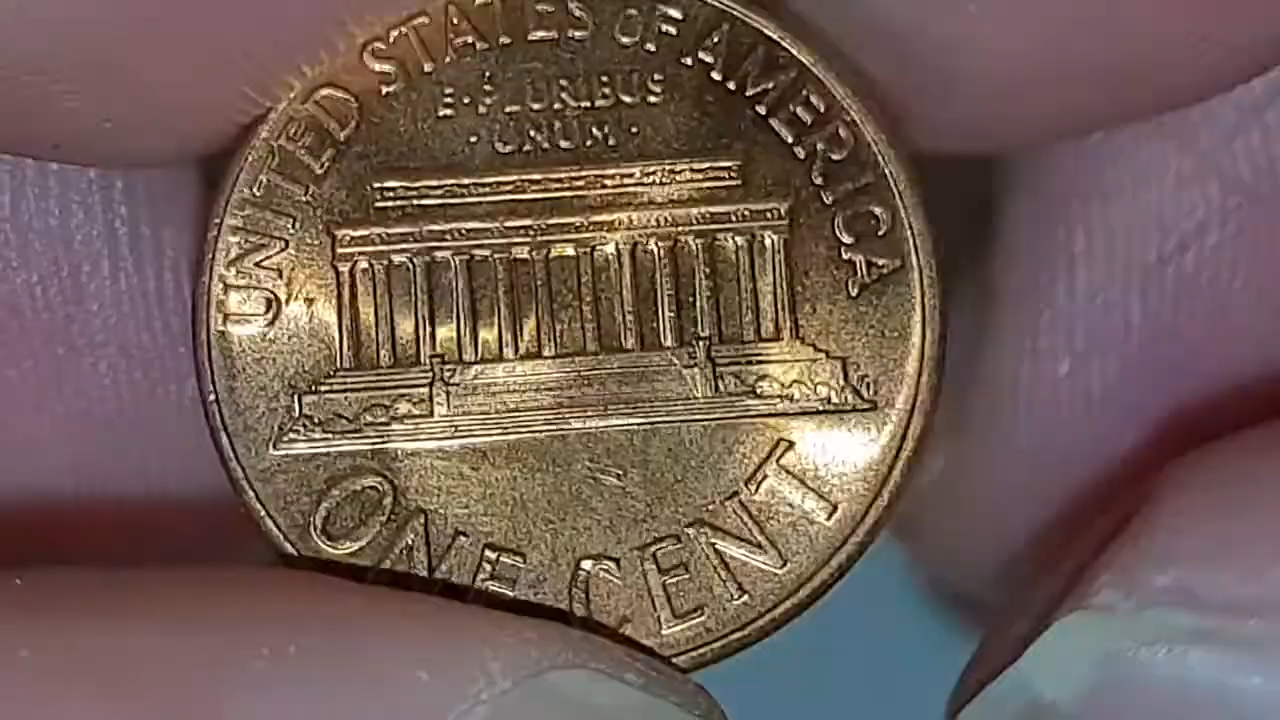 UNITED STATES OF AMERICA
E·PLURIBUS
·UNUM·
ONE CENT